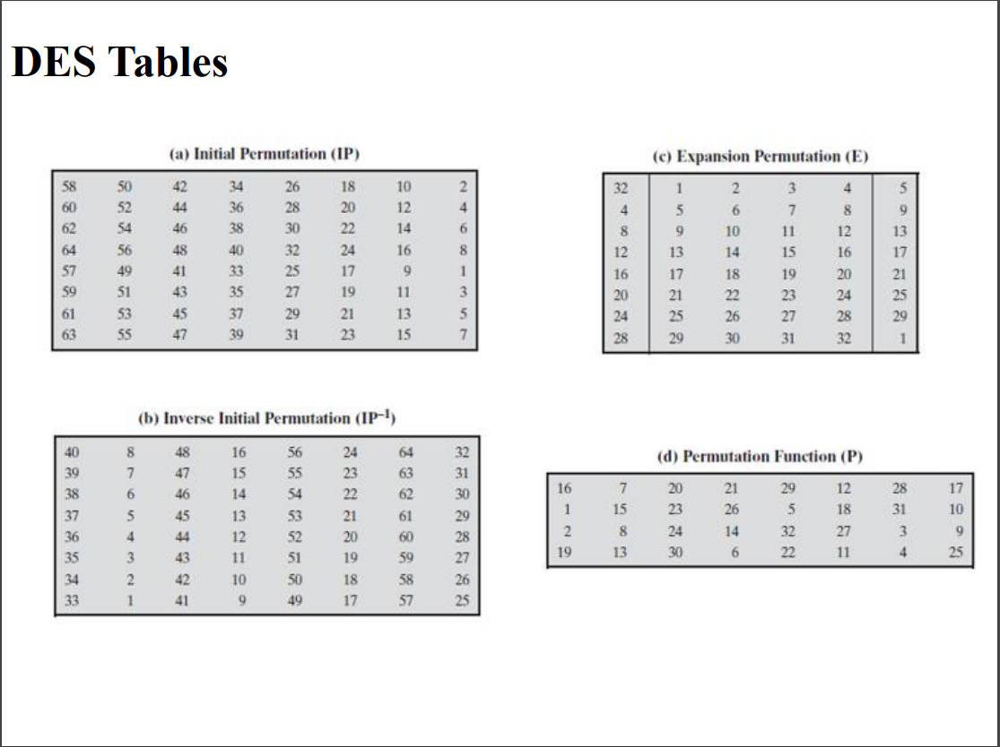 DES Tables
(a) Initial Permutation (IP)
58 50 42 34 26 18 10 2
60 52 44 36 28 20 12 4
62 54 46 38 30 22 14 6
64 56 48 40 32 24 16 8
57 49 41 33 25 17 9 1
59 51 43 35 27 19 11 3
61 53 45 37 29 21 13 5
63 55 47 39 31 23 15 7
(b) Inverse Initial Permutation (IP–1)
40 8 48 16 56 24 64 32
39 7 47 15 55 23 63 31
38 6 46 14 54 22 62 30
37 5 45 13 53 21 61 29
36 4 44 12 52 20 60 28
35 3 43 11 51 19 59 27
34 2 42 10 50 18 58 26
33 1 41 9 49 17 57 25
(c) Expansion Permutation (E)
32 1 2 3 4 5
4 5 6 7 8 9
8 9 10 11 12 13
12 13 14 15 16 17
16 17 18 19 20 21
20 21 22 23 24 25
24 25 26 27 28 29
28 29 30 31 32 1
(d) Permutation Function (P)
16 7 20 21 29 12 28 17
1 15 23 26 5 18 31 10
2 8 24 14 32 27 3 9
19 13 30 6 22 11 4 25